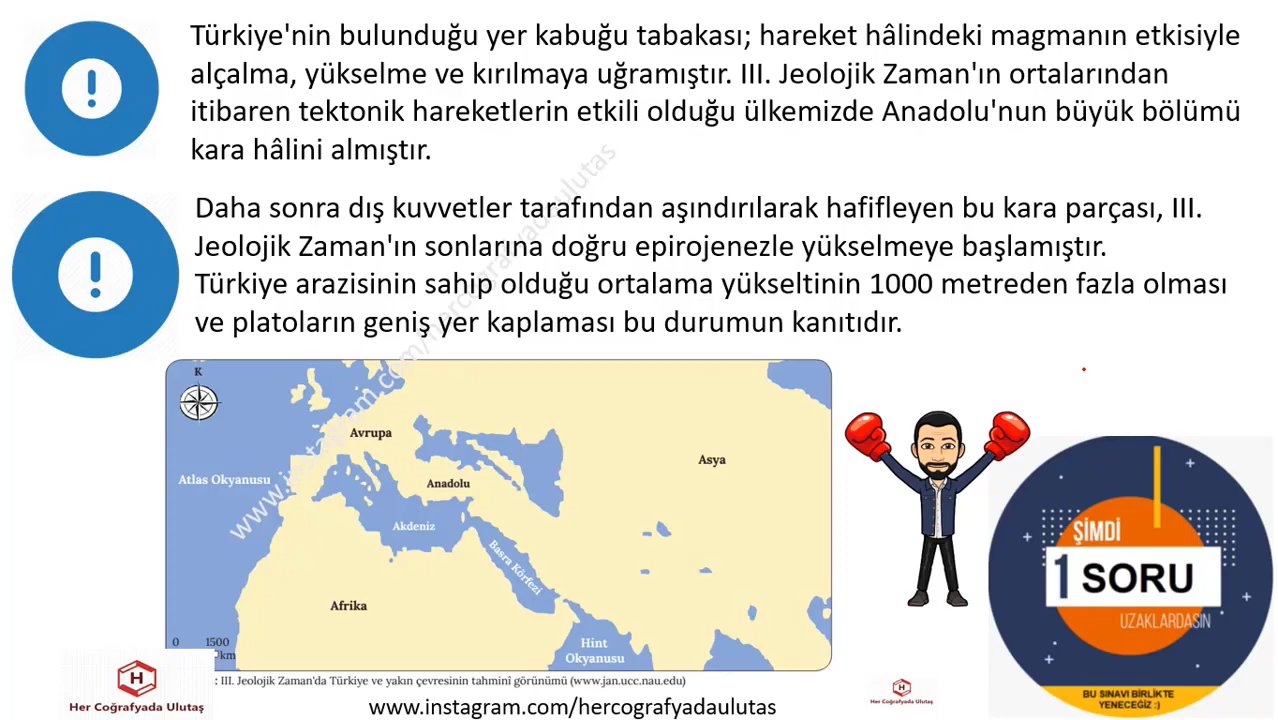 Türkiye'nin bulunduğu yer kabuğu tabakası; hareket hâlindeki magmanın etkisiyle
alçalma, yükselme ve kırılmaya uğramıştır. III. Jeolojik Zaman'ın ortalarından
itibaren tektonik hareketlerin etkili olduğu ülkemizde Anadolu'nun büyük bölümü
kara hâlini almıştır.
Daha sonra dış kuvvetler tarafından aşındırılarak hafifleyen bu kara parçası, III.
Jeolojik Zaman'ın sonlarına doğru epirojenezle yükselmeye başlamıştır.
Türkiye arazisinin sahip olduğu ortalama yükseltinin 1000 metreden fazla olması
ve platoların geniş yer kaplaması bu durumun kanıtıdır.
www.instagram.com/hercografyadaulutas
K
Avrupa
Asya
Atlas Okyanusu
Anadolu
Akdeniz
Basra Körfezi
Afrika
Hint
Okyanusu
0 1500
km
: III. Jeolojik Zaman'da Türkiye ve yakın çevresinin tahminî görünümü (www.jan.ucc.nau.edu)
H
Her Coğrafyada Ulutaş
www.instagram.com/hercografyadaulutas
H
Her Coğrafyada Ulutaş
ŞİMDİ
1 SORU
UZAKLARDASIN
BU SINAVI BİRLİKTE
YENECEĞİZ :)